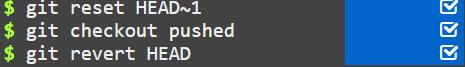 $ git reset HEAD~1
$ git checkout pushed
$ git revert HEAD